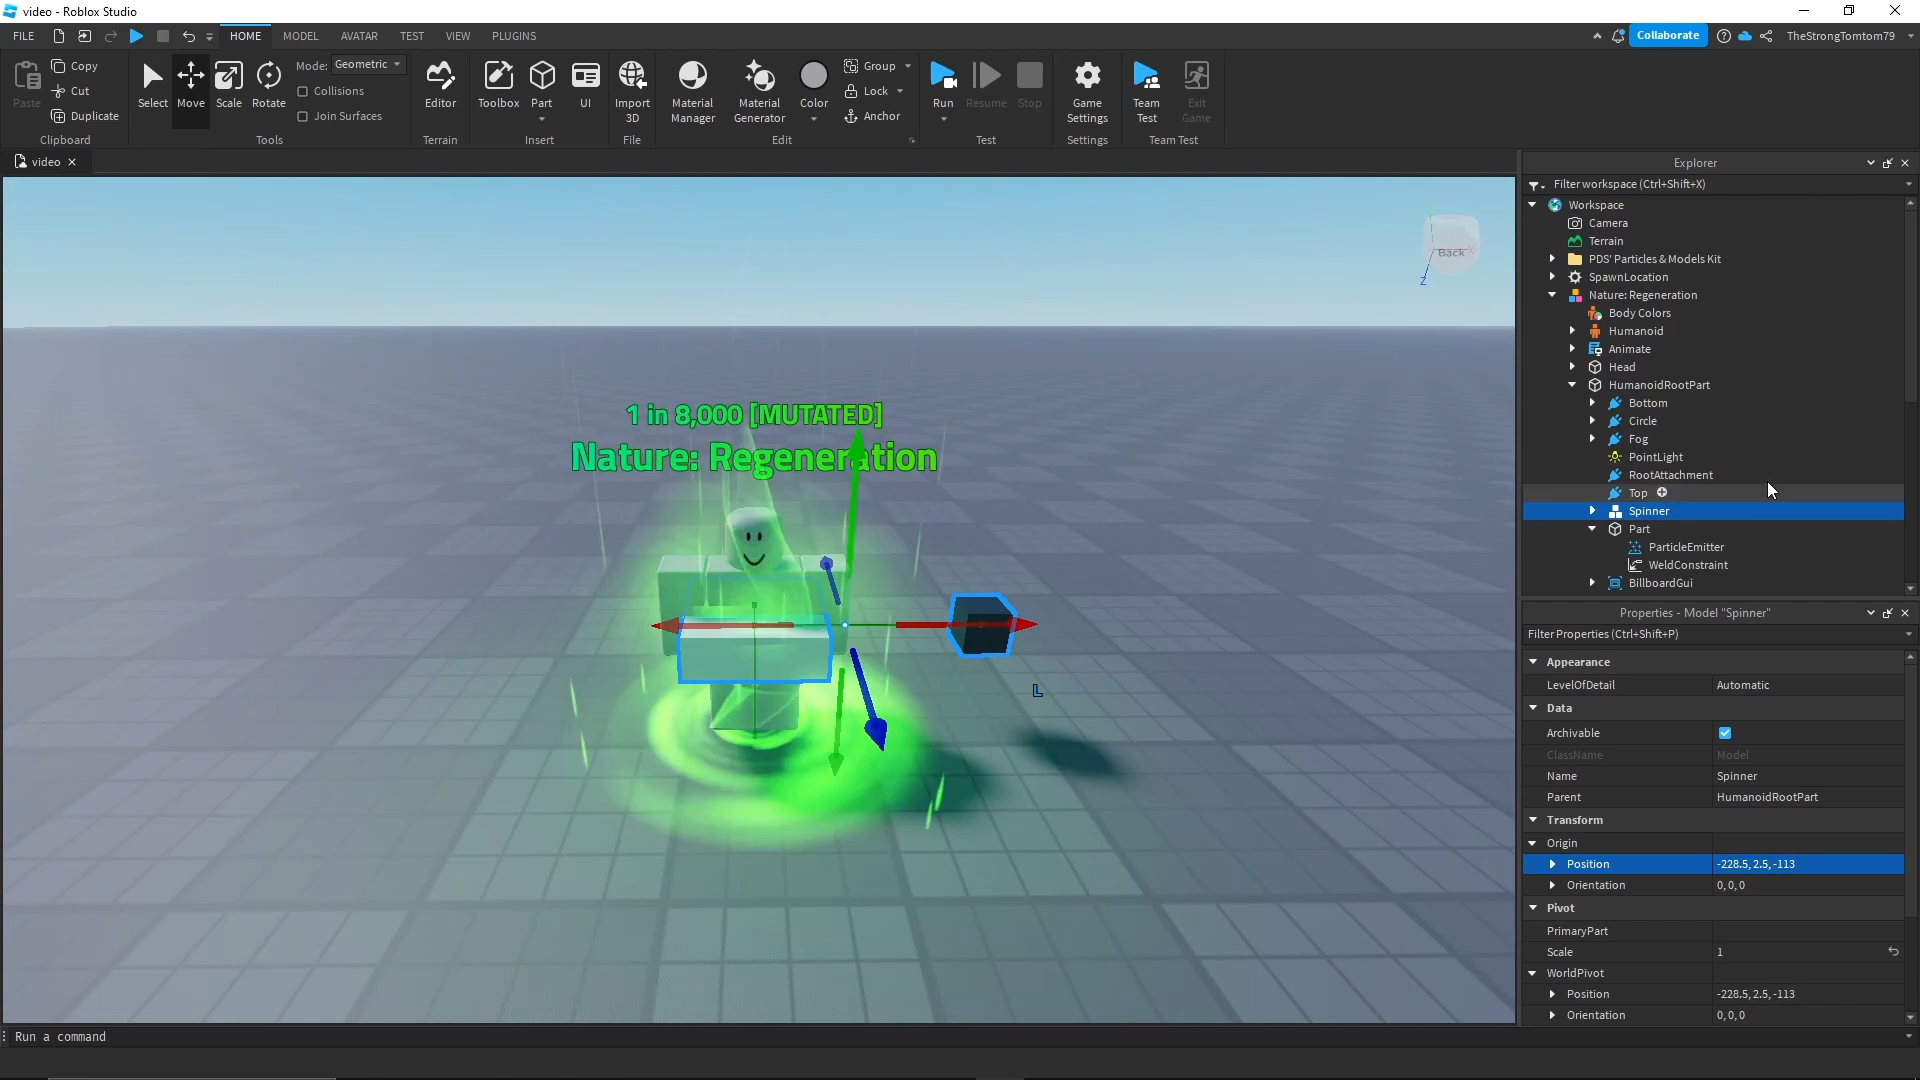 video - Roblox Studio
FILE
HOME
MODEL
AVATAR
TEST
VIEW
PLUGINS
Collaborate
TheStrongTomtom79
Paste
Copy
Cut
Duplicate
Clipboard
Select
Move
Scale
Rotate
Mode: Geometric
Collisions
Join Surfaces
Tools
Editor
Terrain
Toolbox
Part
UI
Insert
Import 3D
File
Material Manager
Material Generator
Color
Group
Lock
Anchor
Edit
Run
Resume
Stop
Test
Game Settings
Settings
Team Test
Exit Game
Team Test
video
1 in 8,000 [MUTATED]
Nature: Regeneration
Back
X
Z
L
Explorer
Filter workspace (Ctrl+Shift+X)
Workspace
Camera
Terrain
PDS' Particles & Models Kit
SpawnLocation
Nature: Regeneration
Body Colors
Humanoid
Animate
Head
HumanoidRootPart
Bottom
Circle
Fog
PointLight
RootAttachment
Top
Spinner
Part
ParticleEmitter
WeldConstraint
BillboardGui
Properties - Model "Spinner"
Filter Properties (Ctrl+Shift+P)
Appearance
LevelOfDetail Automatic
Data
Archivable
ClassName Model
Name Spinner
Parent HumanoidRootPart
Transform
Origin
Position -228.5, 2.5, -113
Orientation 0, 0, 0
Pivot
PrimaryPart
Scale 1
WorldPivot
Position -228.5, 2.5, -113
Orientation 0, 0, 0
Run a command